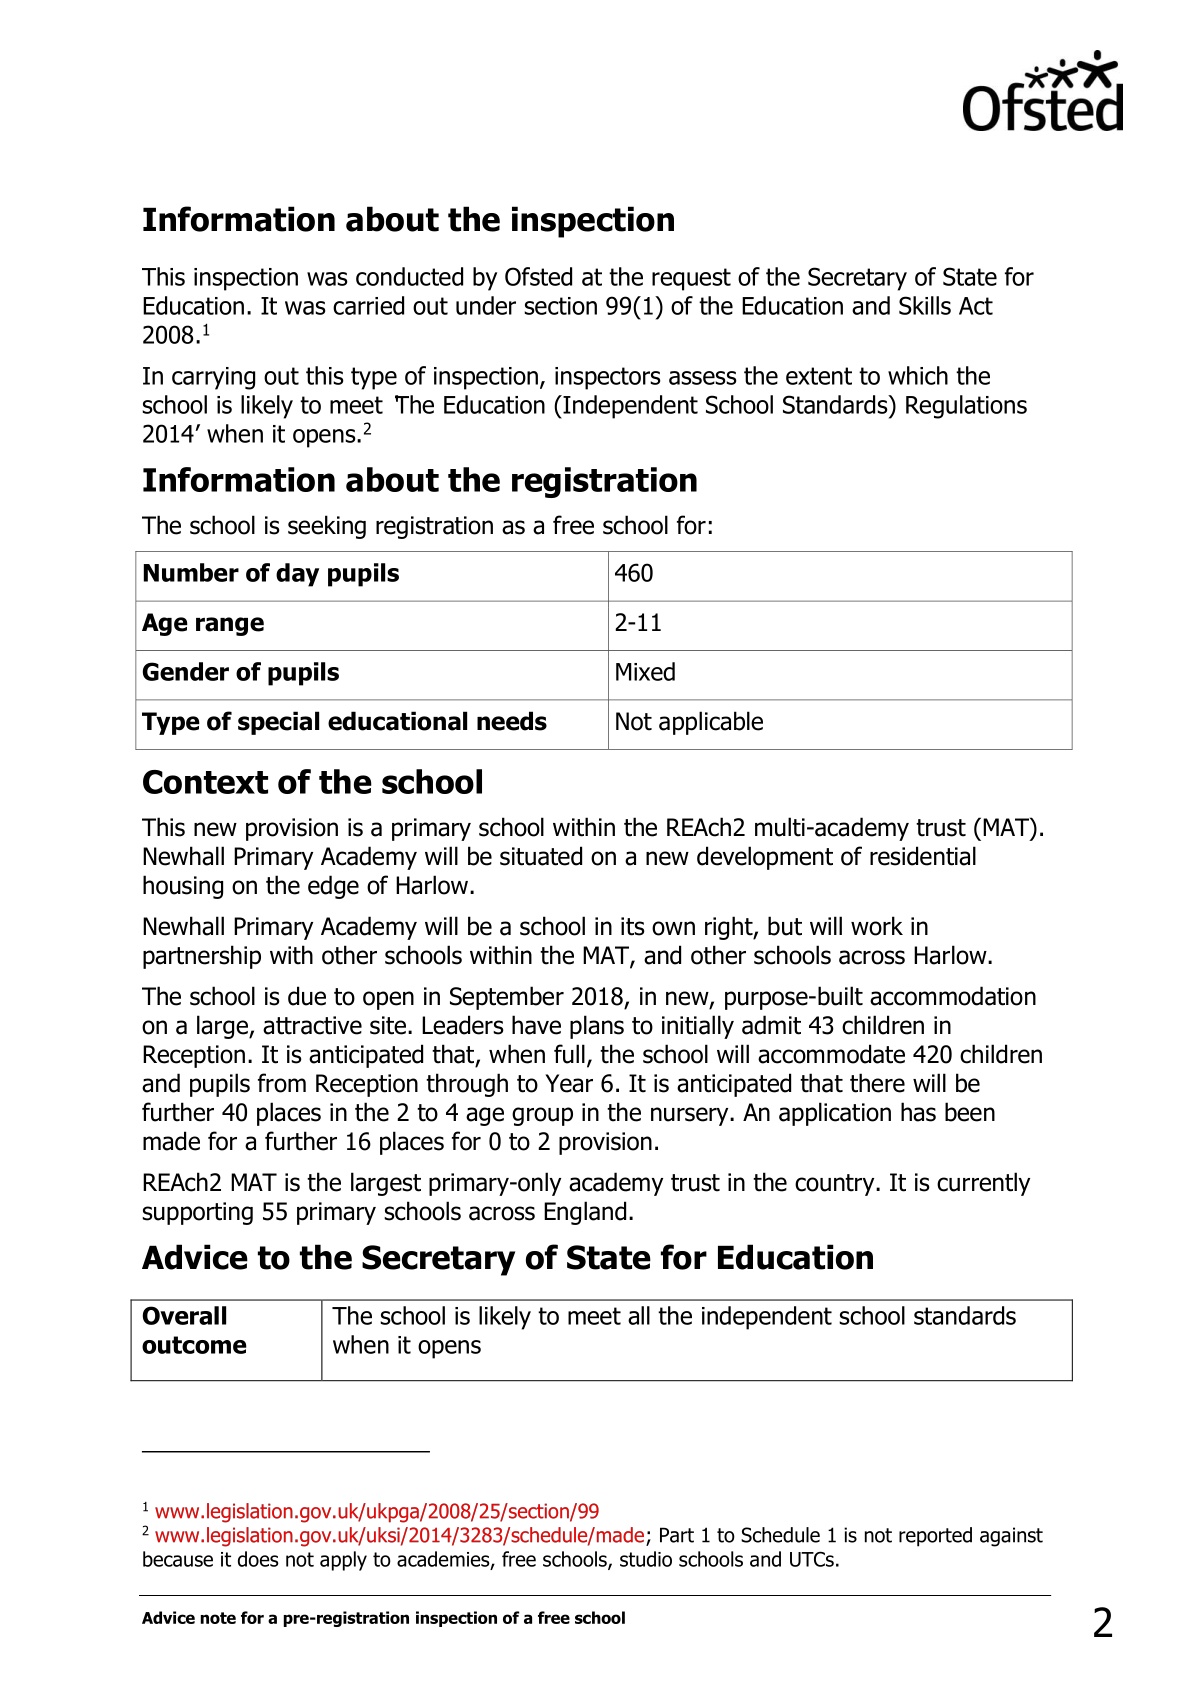 Ofsted
Information about the inspection
This inspection was conducted by Ofsted at the request of the Secretary of State for
Education. It was carried out under section 99(1) of the Education and Skills Act
2008.1
In carrying out this type of inspection, inspectors assess the extent to which the
school is likely to meet ‘The Education (Independent School Standards) Regulations
2014’ when it opens.2
Information about the registration
The school is seeking registration as a free school for:
Number of day pupils 460
Age range 2-11
Gender of pupils Mixed
Type of special educational needs Not applicable
Context of the school
This new provision is a primary school within the REAch2 multi-academy trust (MAT).
Newhall Primary Academy will be situated on a new development of residential
housing on the edge of Harlow.
Newhall Primary Academy will be a school in its own right, but will work in
partnership with other schools within the MAT, and other schools across Harlow.
The school is due to open in September 2018, in new, purpose-built accommodation
on a large, attractive site. Leaders have plans to initially admit 43 children in
Reception. It is anticipated that, when full, the school will accommodate 420 children
and pupils from Reception through to Year 6. It is anticipated that there will be
further 40 places in the 2 to 4 age group in the nursery. An application has been
made for a further 16 places for 0 to 2 provision.
REAch2 MAT is the largest primary-only academy trust in the country. It is currently
supporting 55 primary schools across England.
Advice to the Secretary of State for Education
Overall The school is likely to meet all the independent school standards
outcome when it opens
1 www.legislation.gov.uk/ukpga/2008/25/section/99
2 www.legislation.gov.uk/uksi/2014/3283/schedule/made; Part 1 to Schedule 1 is not reported against
because it does not apply to academies, free schools, studio schools and UTCs.
Advice note for a pre-registration inspection of a free school
2